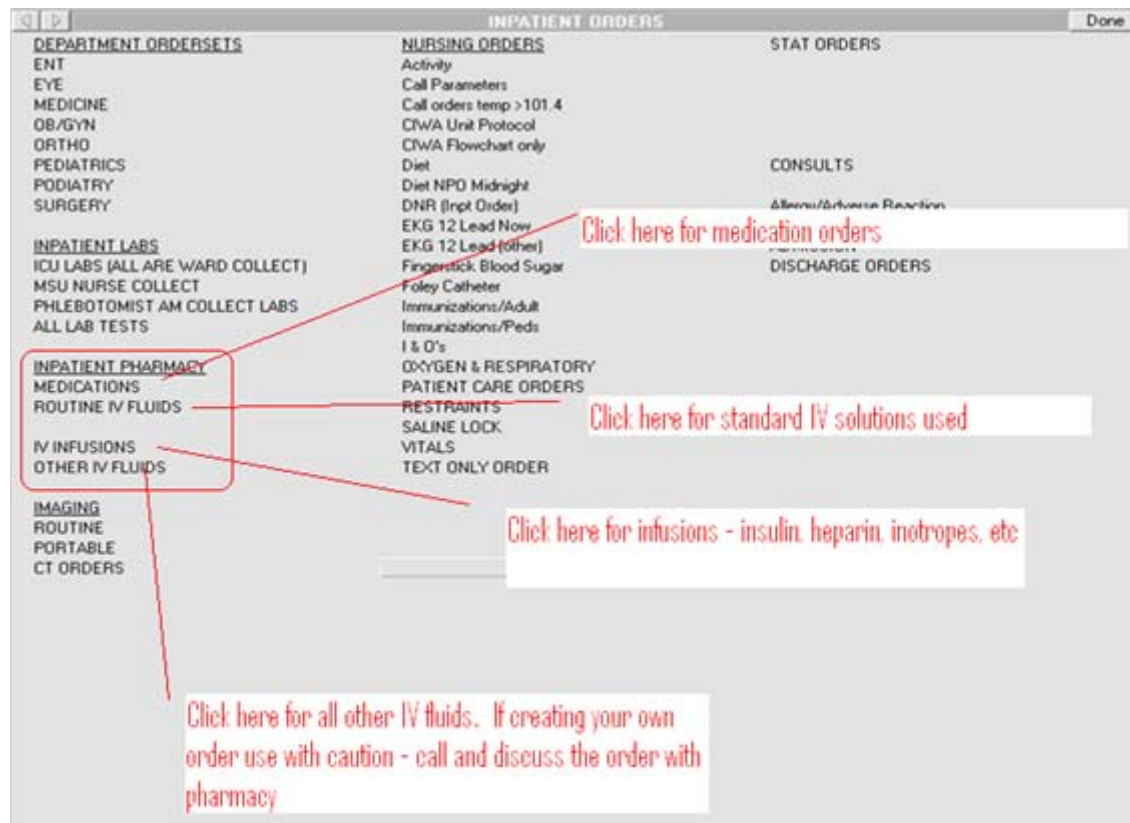 INPATIENT ORDERS
Done
DEPARTMENT ORDERSETS
ENT
EYE
MEDICINE
OB/GYN
ORTHO
PEDIATRICS
PODIATRY
SURGERY
INPATIENT LABS
ICU LABS (ALL ARE WARD COLLECT)
MSU NURSE COLLECT
PHLEBOTOMIST AM COLLECT LABS
ALL LAB TESTS
INPATIENT PHARMACY
MEDICATIONS
ROUTINE IV FLUIDS
IV INFUSIONS
OTHER IV FLUIDS
IMAGING
ROUTINE
PORTABLE
CT ORDERS
NURSING ORDERS
Activity
Call Parameters
Call orders temp >101.4
CIWA Unit Protocol
CIWA Flowchart only
Diet
Diet NPO Midnight
DNR (Inpt Order)
EKG 12 Lead Now
EKG 12 Lead (other)
Fingerstick Blood Sugar
Foley Catheter
Immunizations/Adult
Immunizations/Peds
I & O's
OXYGEN & RESPIRATORY
PATIENT CARE ORDERS
RESTRAINTS
SALINE LOCK
VITALS
TEXT ONLY ORDER
STAT ORDERS
CONSULTS
Allergy/Adverse Reaction
DISCHARGE ORDERS
Click here for medication orders
Click here for standard IV solutions used
Click here for infusions - insulin, heparin, inotropes, etc
Click here for all other IV fluids. If creating your own
order use with caution - call and discuss the order with
pharmacy